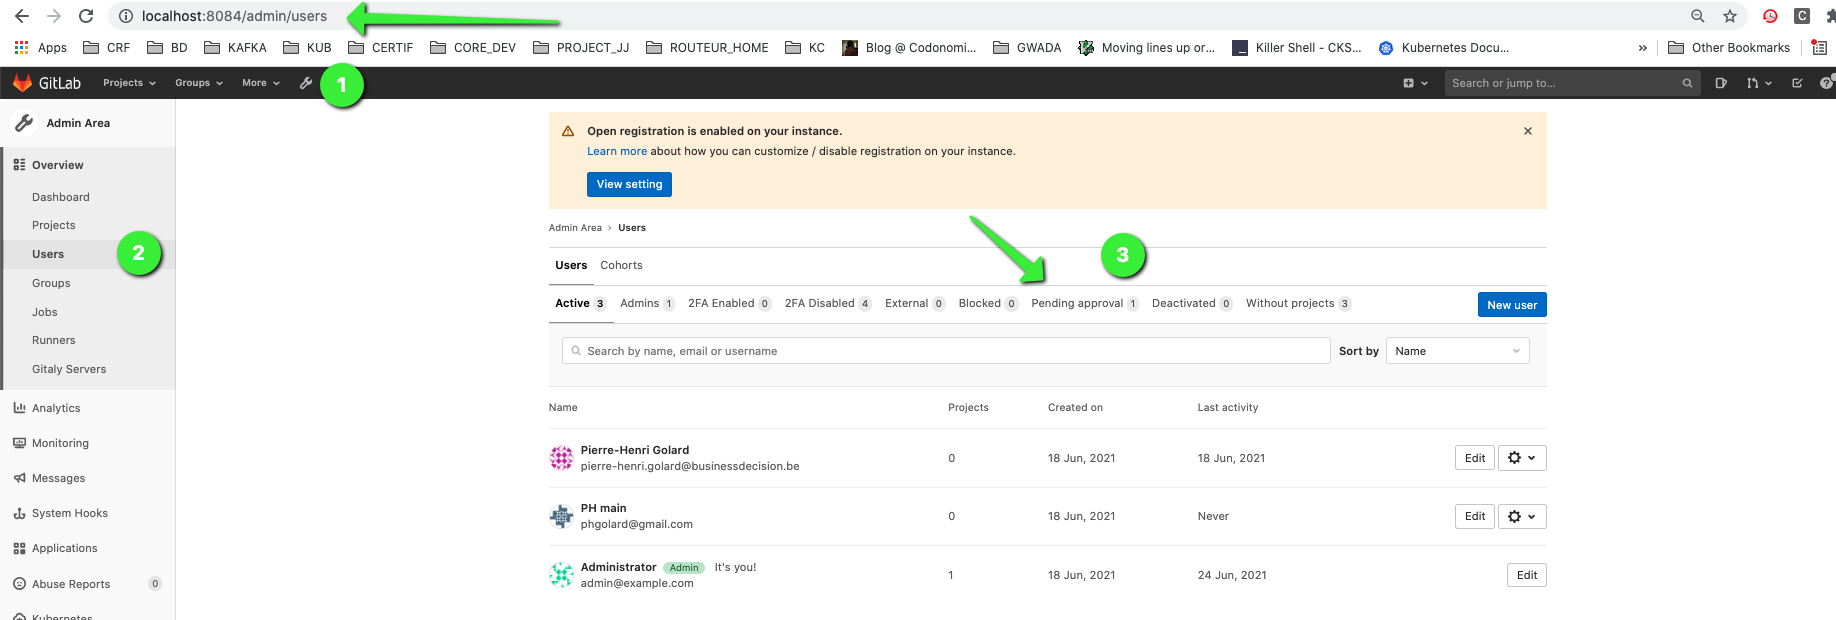 localhost:8084/admin/users
Apps CRF BD KAFKA KUB CERTIF CORE_DEV PROJECT_JJ ROUTEUR_HOME KC Blog @ Codonomi... GWADA Moving lines up or... Killer Shell - CKS... Kubernetes Docu... » Other Bookmarks
GitLab Projects Groups More 1 Search or jump to...
Admin Area
Open registration is enabled on your instance.
Learn more about how you can customize / disable registration on your instance.
View setting
Overview
Dashboard
Projects
Users 2
Groups
Jobs
Runners
Gitaly Servers
Analytics
Monitoring
Messages
System Hooks
Applications
Abuse Reports 0
Kubernetes
Admin Area > Users
3
Users Cohorts
Active 3 Admins 1 2FA Enabled 0 2FA Disabled 4 External 0 Blocked 0 Pending approval 1 Deactivated 0 Without projects 3 New user
Search by name, email or username Sort by Name
Name Projects Created on Last activity
Pierre-Henri Golard
pierre-henri.golard@businessdecision.be 0 18 Jun, 2021 18 Jun, 2021 Edit
PH main
phgolard@gmail.com 0 18 Jun, 2021 Never Edit
Administrator Admin It's you!
admin@example.com 1 18 Jun, 2021 24 Jun, 2021 Edit